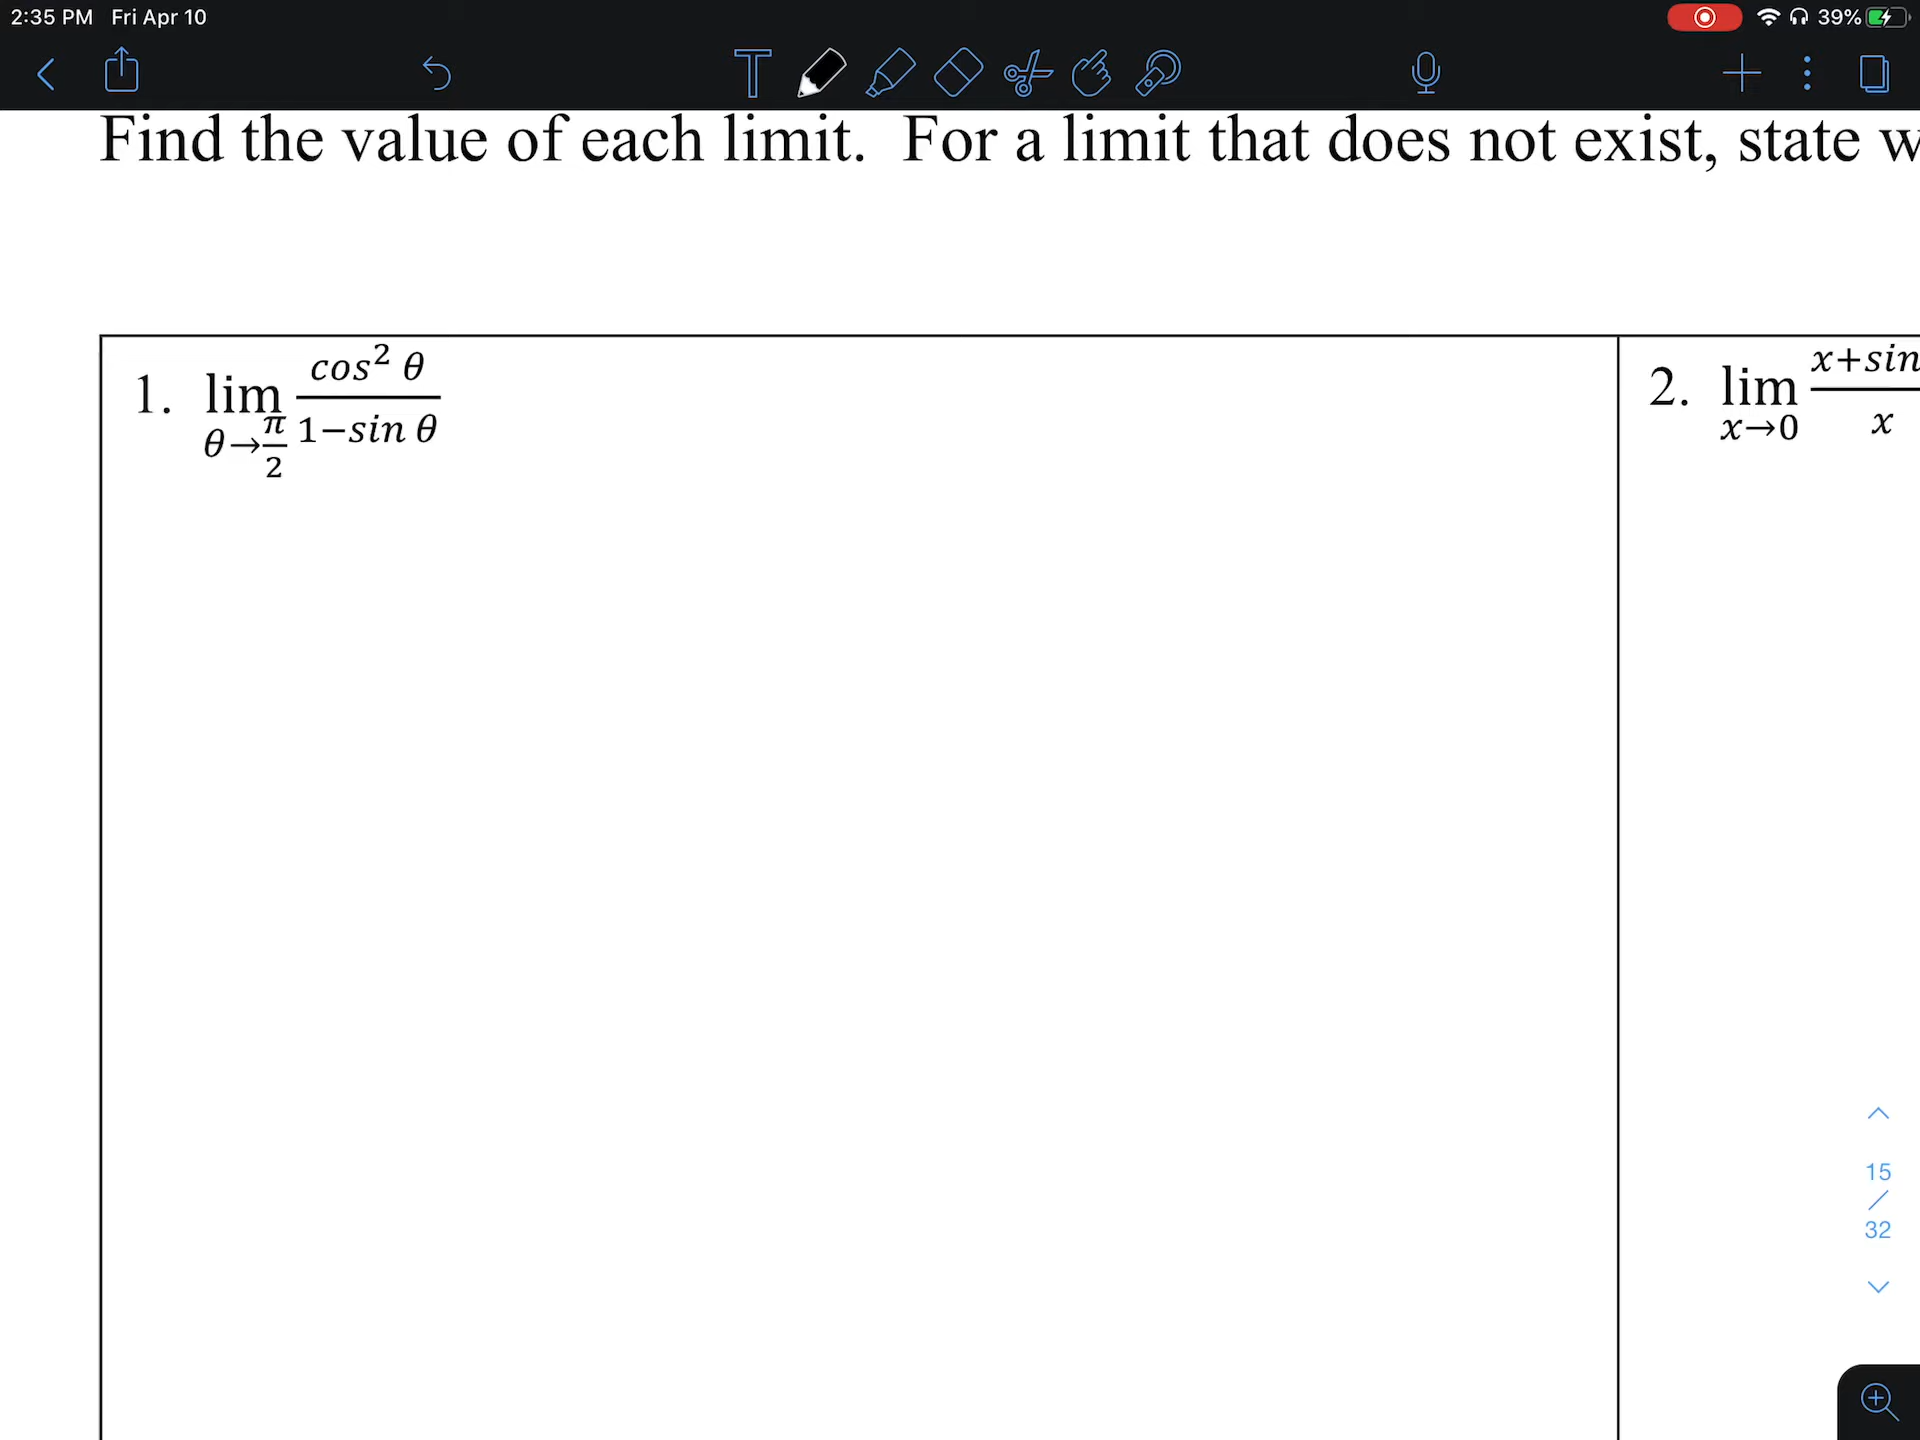 2:35 PM Fri Apr 10
39%
Find the value of each limit. For a limit that does not exist, state w
1. lim θ→π/2 cos² θ / 1−sin θ
2. lim x→0 x+sin / x
15
/
32